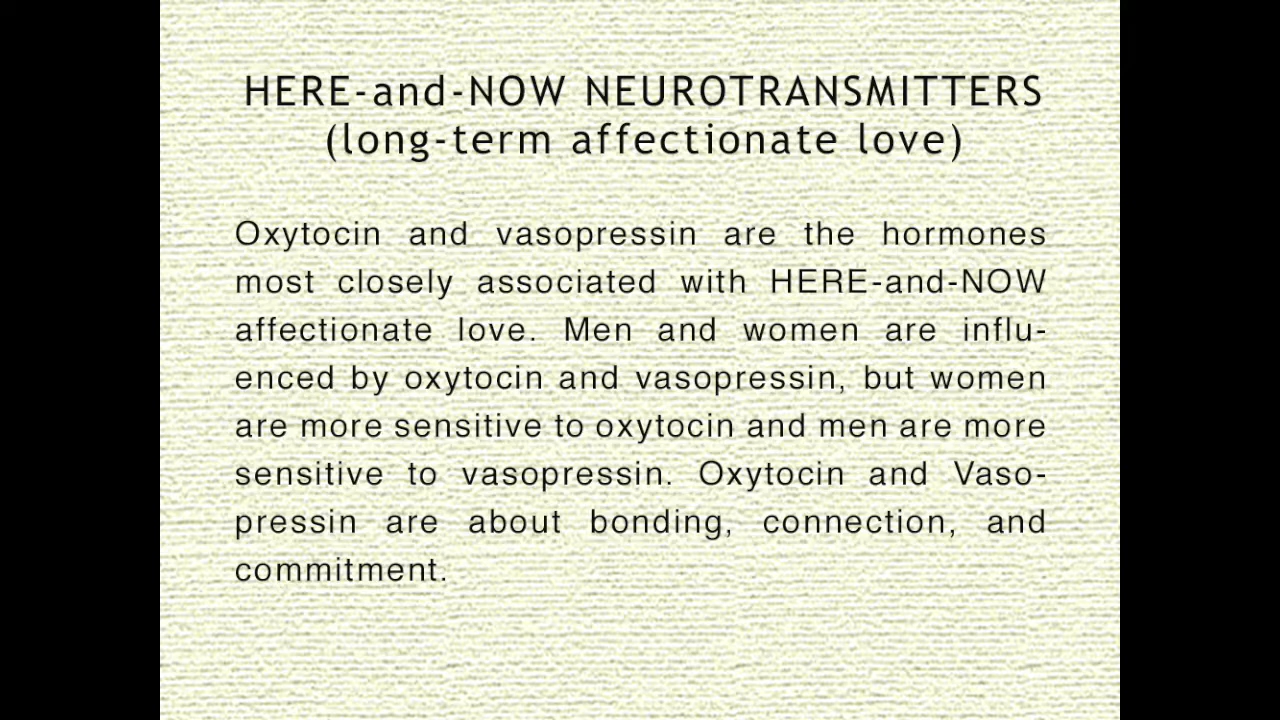 HERE-and-NOW NEUROTRANSMITTERS
(long-term affectionate love)
Oxytocin and vasopressin are the hormones
most closely associated with HERE-and-NOW
affectionate love. Men and women are influ-
enced by oxytocin and vasopressin, but women
are more sensitive to oxytocin and men are more
sensitive to vasopressin. Oxytocin and Vaso-
pressin are about bonding, connection, and
commitment.